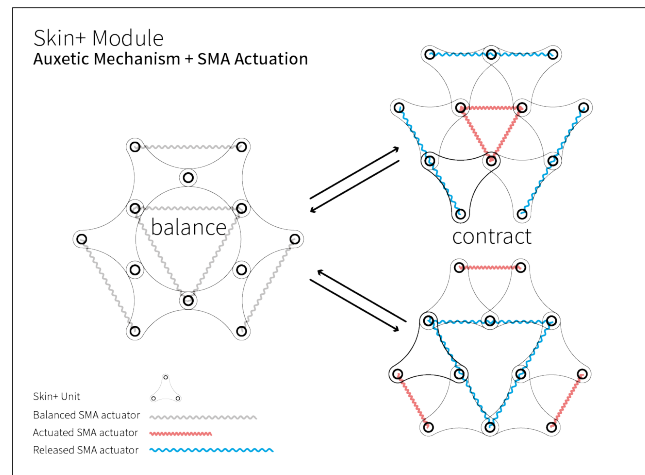 Skin+ Module
Auxetic Mechanism + SMA Actuation
balance
contract
Skin+ Unit
Balanced SMA actuator
Actuated SMA actuator
Released SMA actuator